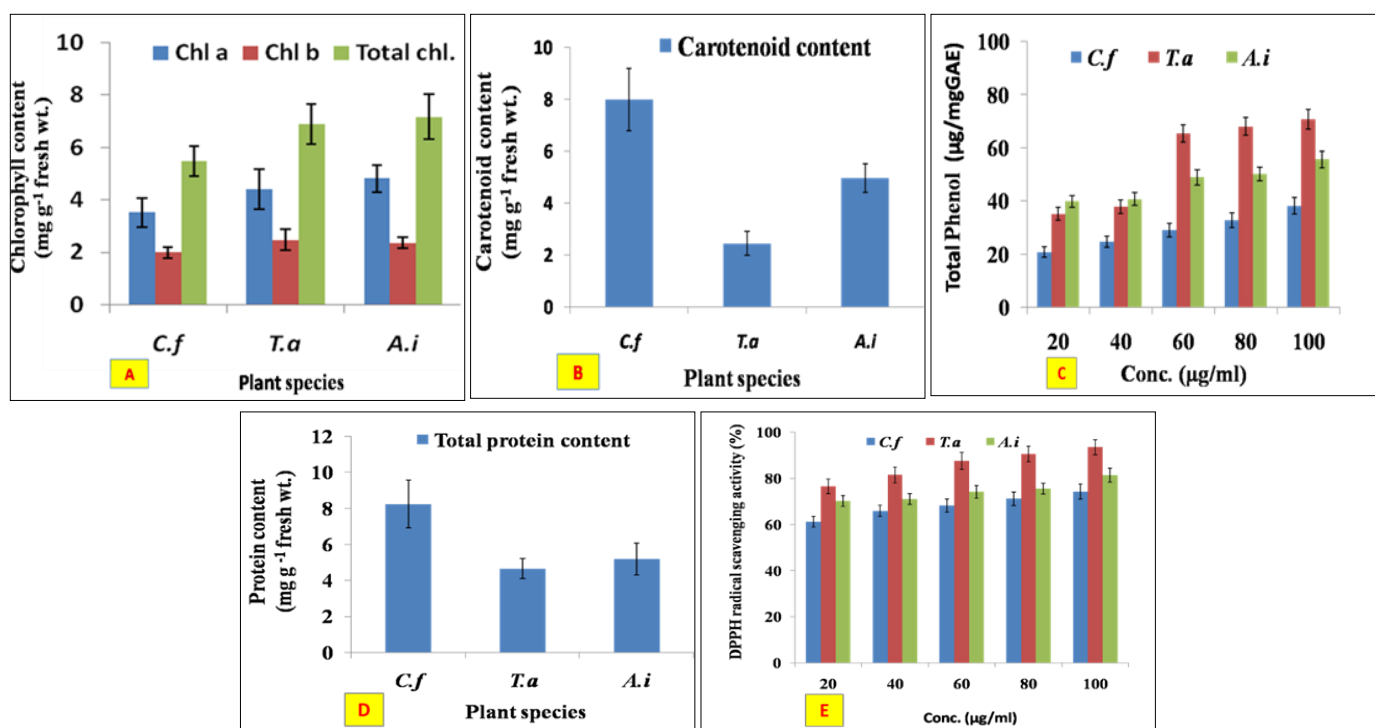 Chl a Chl b Total chl.
Chlorophyll content
(mg g-1 fresh wt.)
10
8
6
4
2
0
C.f T.a A.i
A
Plant species
Carotenoid content
Carotenoid content
(mg g-1 fresh wt.)
10
8
6
4
2
0
C.f T.a A.i
B
Plant species
C.f T.a A.i
Total Phenol (µg/mgGAE)
100
80
60
40
20
0
20 40 60 80 100
C
Conc. (µg/ml)
Total protein content
Protein content
(mg g -1 fresh wt.)
12
10
8
6
4
2
0
C.f T.a A.i
D
Plant species
C.f T.a A.i
DPPH radical scavenging activity (%)
100
80
60
40
20
0
20 40 60 80 100
E
Conc. (µg/ml)